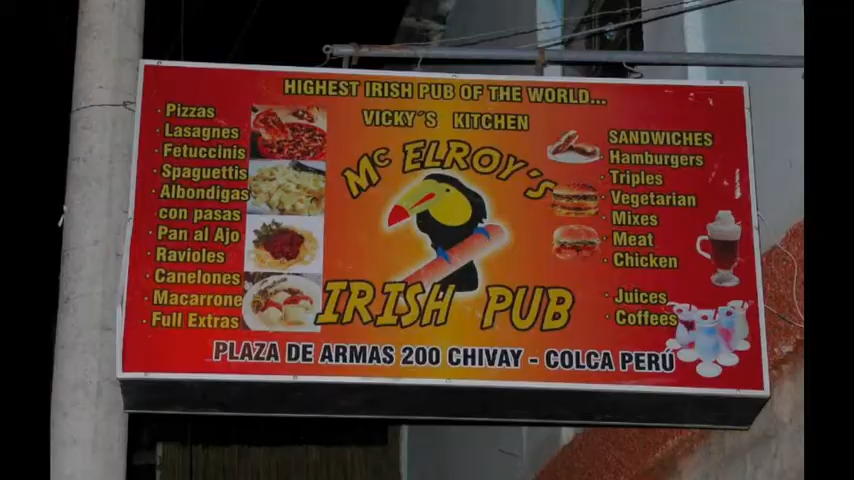 HIGHEST IRISH PUB OF THE WORLD...
VICKY´S KITCHEN
Mc ELROY'S
IRISH PUB
· Pizzas
· Lasagnes
· Fetuccinis
· Spaguettis
· Albondigas
con pasas
· Pan al Ajo
· Ravioles
· Canelones
· Macarrone
· Full Extras
SANDWICHES
· Hamburgers
· Triples
· Vegetarian
· Mixes
· Meat
· Chicken
· Juices
· Coffees
PLAZA DE ARMAS 200 CHIVAY - COLCA PERÚ